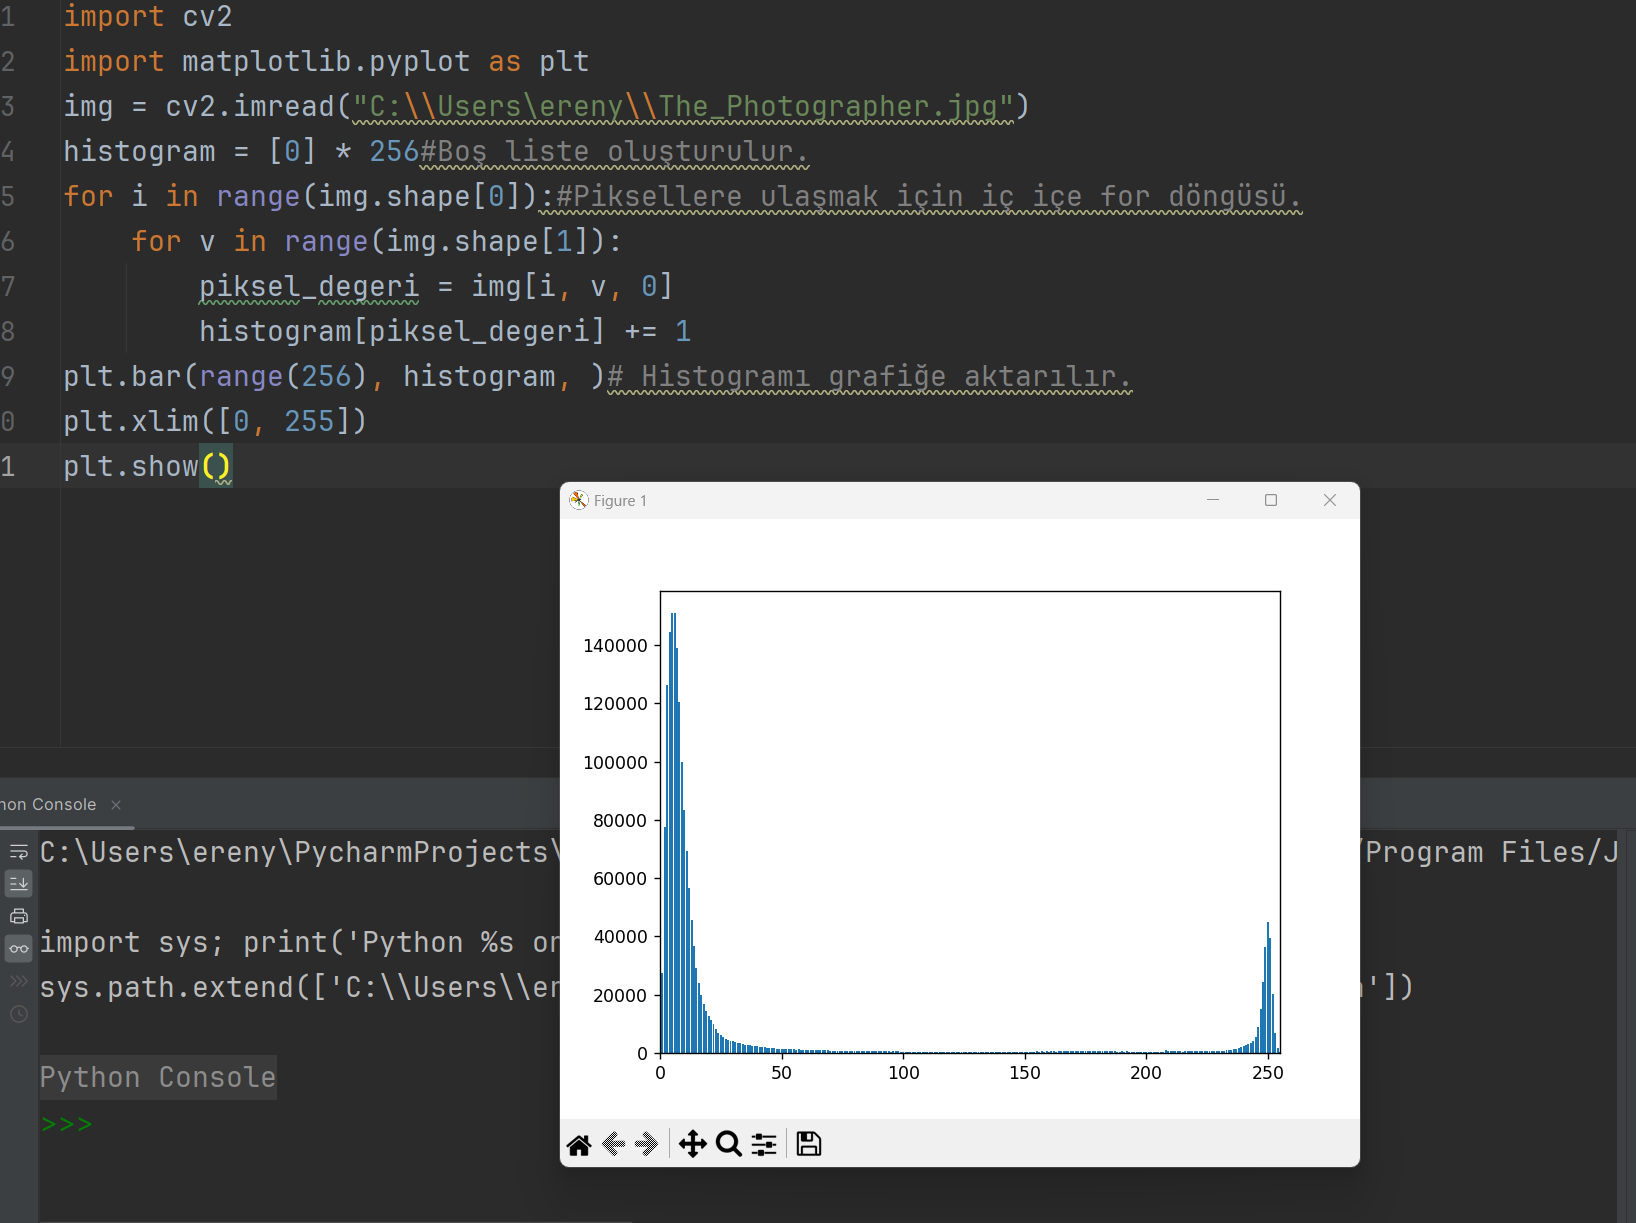 1 import cv2
2 import matplotlib.pyplot as plt
3 img = cv2.imread("C:\\Users\ereny\\The_Photographer.jpg")
4 histogram = [0] * 256#Boş liste oluşturulur.
5 for i in range(img.shape[0]):#Piksellere ulaşmak için iç içe for döngüsü.
6 for v in range(img.shape[1]):
7 piksel_degeri = img[i, v, 0]
8 histogram[piksel_degeri] += 1
9 plt.bar(range(256), histogram, )# Histogramı grafiğe aktarılır.
0 plt.xlim([0, 255])
1 plt.show()
Figure 1
140000
120000
100000
80000
60000
40000
20000
0
0 50 100 150 200 250
hon Console ×
C:\Users\ereny\PycharmProjects\ /Program Files/J
import sys; print('Python %s on
sys.path.extend(['C:\\Users\\er '])
Python Console
>>>